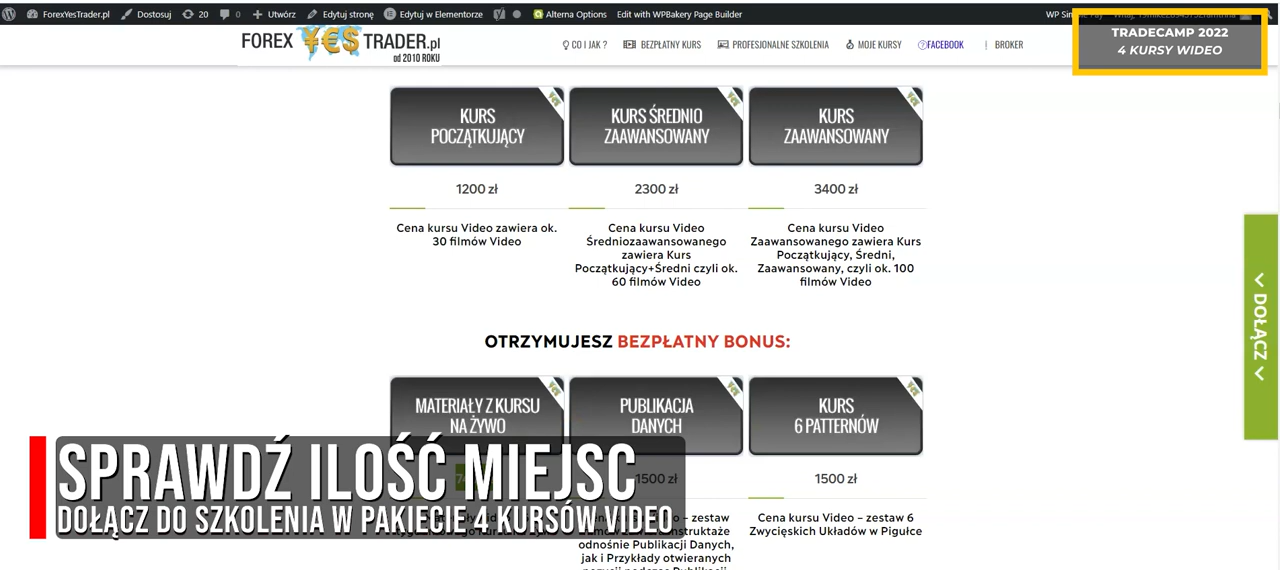 ForexYesTrader.pl Dostosuj 20 0 Utwórz Edytuj stronę Edytuj w Elementorze Alterna Options Edit with WPBakery Page Builder
FOREX YES TRADER.pl
od 2010 ROKU
CO I JAK ? BEZPŁATNY KURS PROFESJONALNE SZKOLENIA MOJE KURSY FACEBOOK BROKER
TRADECAMP 2022
4 KURSY WIDEO
KURS
POCZĄTKUJĄCY
1200 zł
Cena kursu Video zawiera ok.
30 filmów Video
KURS ŚREDNIO
ZAAWANSOWANY
2300 zł
Cena kursu Video
Średniozaawansowanego
zawiera Kurs
Początkujący+Średni czyli ok.
60 filmów Video
KURS
ZAAWANSOWANY
3400 zł
Cena kursu Video
Zaawansowanego zawiera Kurs
Początkujący, Średni,
Zaawansowany, czyli ok. 100
filmów Video
DOŁĄCZ
OTRZYMUJESZ BEZPŁATNY BONUS:
MATERIAŁY Z KURSU
NA ŻYWO
PUBLIKACJA
DANYCH
1500 zł
odnośnie Publikacji Danych,
jak i Przykłady otwieranych
KURS
6 PATTERNÓW
1500 zł
Cena kursu Video – zestaw 6
Zwycięskich Układów w Pigułce
SPRAWDŹ ILOŚĆ MIEJSC
DOŁĄCZ DO SZKOLENIA W PAKIECIE 4 KURSÓW VIDEO